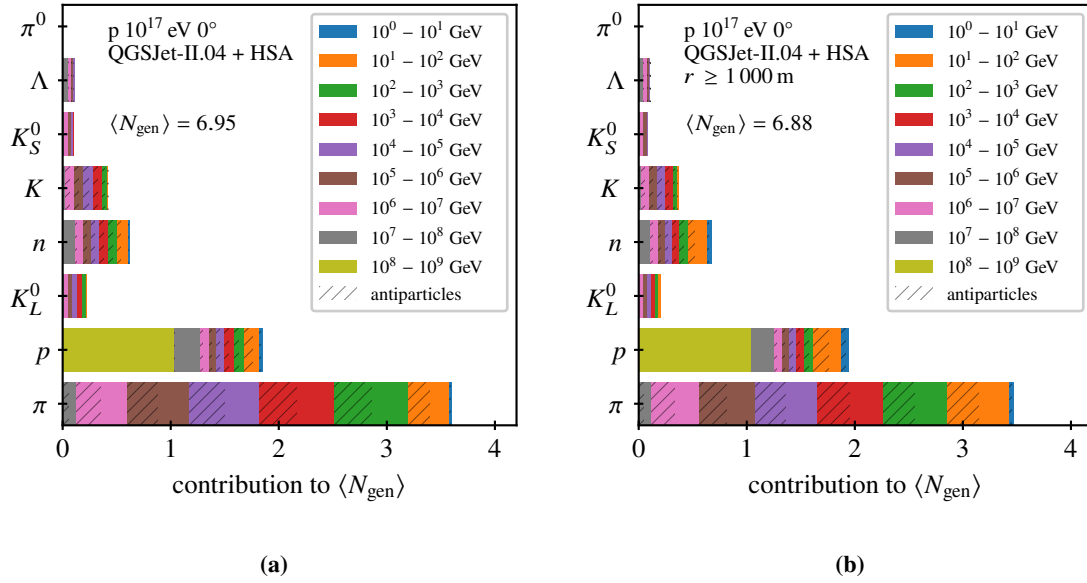 p 10¹⁷ eV 0°
QGSJet-II.04 + HSA
⟨N_gen⟩ = 6.95
10⁰ – 10¹ GeV
10¹ – 10² GeV
10² – 10³ GeV
10³ – 10⁴ GeV
10⁴ – 10⁵ GeV
10⁵ – 10⁶ GeV
10⁶ – 10⁷ GeV
10⁷ – 10⁸ GeV
10⁸ – 10⁹ GeV
antiparticles
π⁰
Λ
K_S⁰
K
n
K_L⁰
p
π
0 1 2 3 4
contribution to ⟨N_gen⟩
(a)
p 10¹⁷ eV 0°
QGSJet-II.04 + HSA
r ≥ 1 000 m
⟨N_gen⟩ = 6.88
10⁰ – 10¹ GeV
10¹ – 10² GeV
10² – 10³ GeV
10³ – 10⁴ GeV
10⁴ – 10⁵ GeV
10⁵ – 10⁶ GeV
10⁶ – 10⁷ GeV
10⁷ – 10⁸ GeV
10⁸ – 10⁹ GeV
antiparticles
π⁰
Λ
K_S⁰
K
n
K_L⁰
p
π
0 1 2 3 4
contribution to ⟨N_gen⟩
(b)